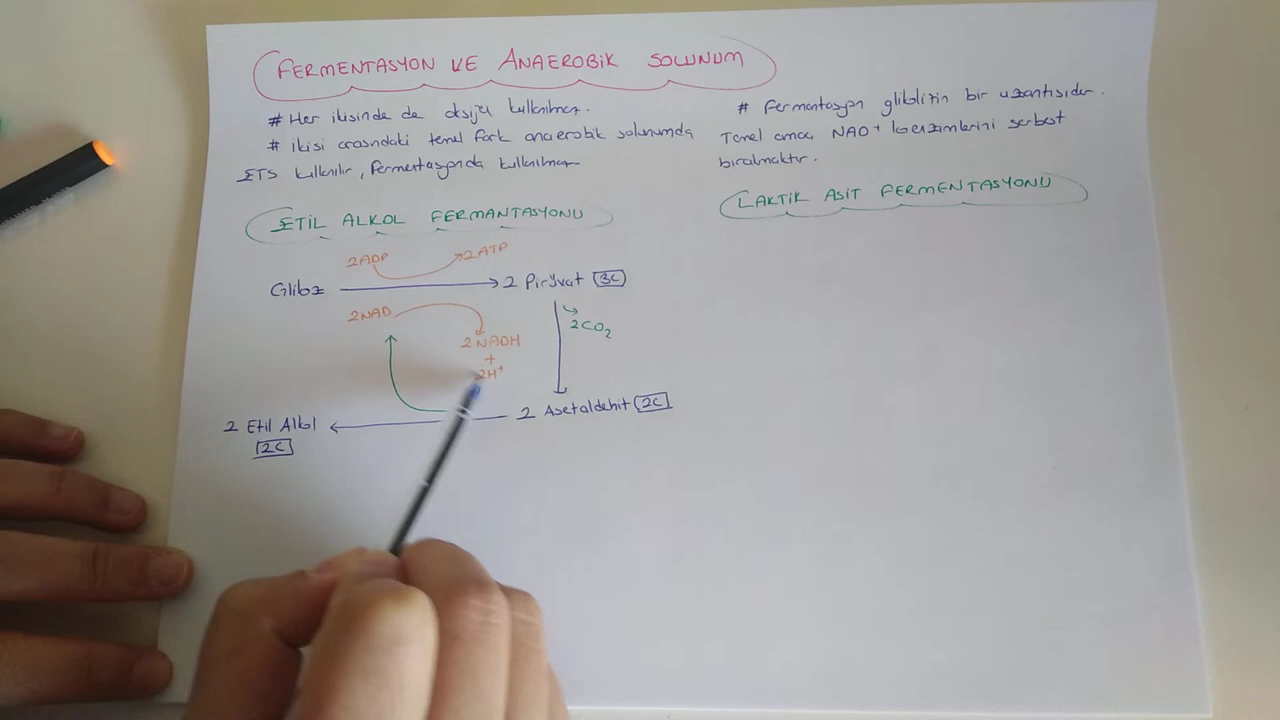 FERMENTASYON VE ANAEROBİK SOLUNUM
# Her ikisinde de oksijen kullanılmaz.
# ikisi arasındaki temel fark anaerobik solunumda
ETS kullanılır, fermentasyonda kullanılmaz
# Fermantasyon glikolizin bir uzantısıdır.
Temel amacı NAD+ koenzimlerini serbest
bırakmaktır.
ETİL ALKOL FERMANTASYONU
2ADP 2ATP
Glikoz 2 Pirüvat 3C
2NAD
2CO2
2NADH
+
2H+
2 Asetaldehit 2C
2 Etil Alkol
2C
LAKTİK ASİT FERMENTASYONU